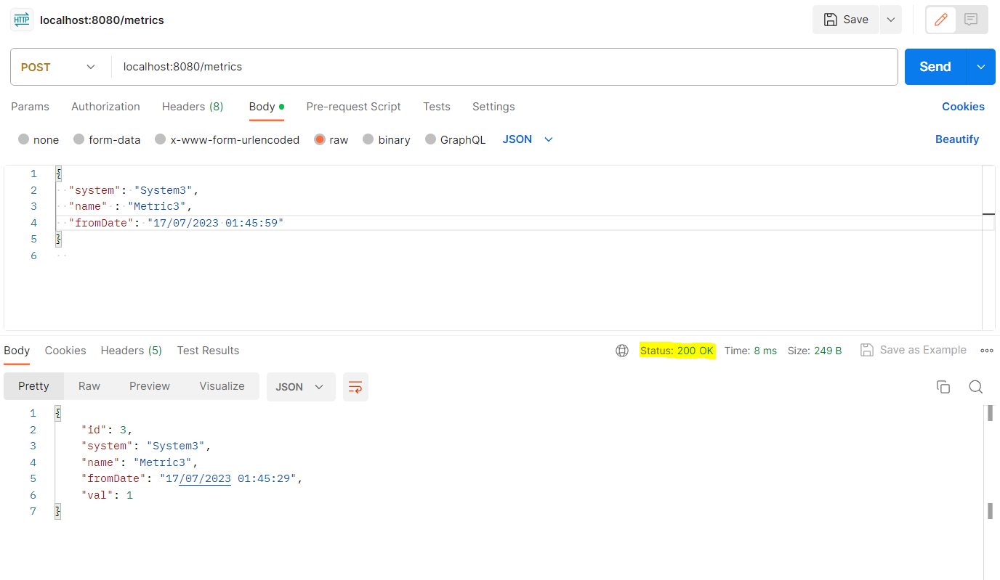 HTTP localhost:8080/metrics Save
POST localhost:8080/metrics Send
Params Authorization Headers (8) Body Pre-request Script Tests Settings Cookies
none form-data x-www-form-urlencoded raw binary GraphQL JSON Beautify
1 {
2 "system": "System3",
3 "name" : "Metric3",
4 "fromDate": "17/07/2023 01:45:59"
5 }
6
Body Cookies Headers (5) Test Results Status: 200 OK Time: 8 ms Size: 249 B Save as Example
Pretty Raw Preview Visualize JSON
1 {
2 "id": 3,
3 "system": "System3",
4 "name": "Metric3",
5 "fromDate": "17/07/2023 01:45:29",
6 "val": 1
7 }